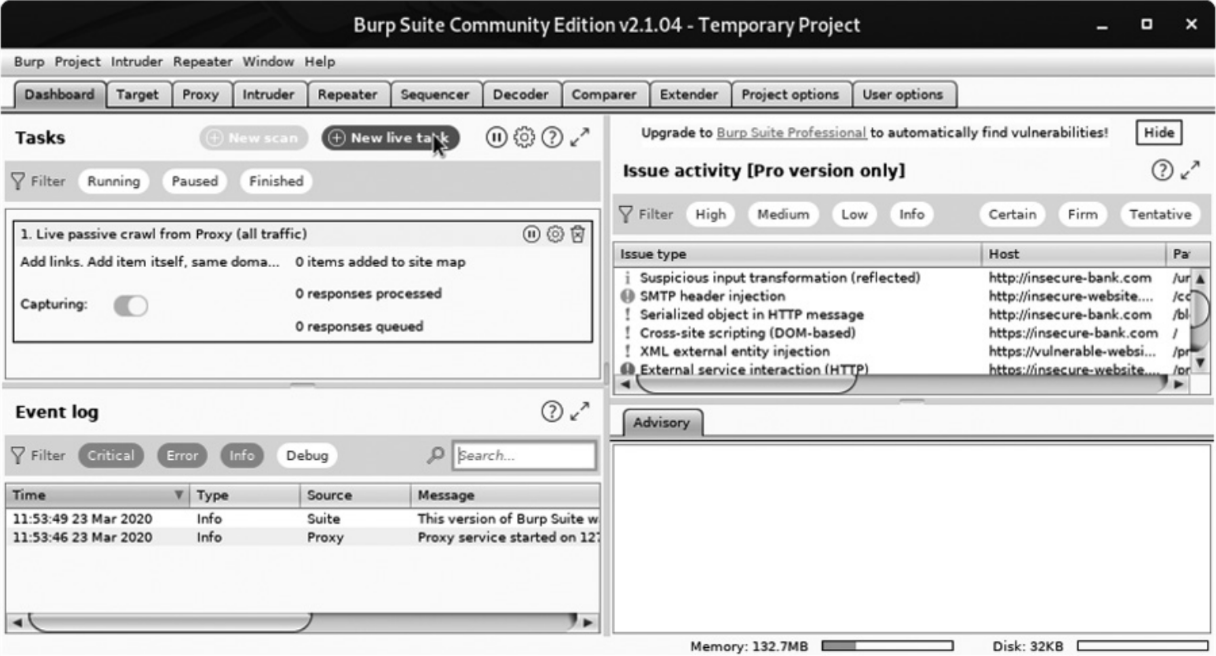 Burp Suite Community Edition v2.1.04 - Temporary Project
Burp Project Intruder Repeater Window Help
Dashboard Target Proxy Intruder Repeater Sequencer Decoder Comparer Extender Project options User options
Tasks
New scan
New live task
Filter Running Paused Finished
1. Live passive crawl from Proxy (all traffic)
Add links. Add item itself, same doma... 0 items added to site map
0 responses processed
Capturing:
0 responses queued
Event log
Filter Critical Error Info Debug Search...
Time Type Source Message
11:53:49 23 Mar 2020 Info Suite This version of Burp Suite w
11:53:46 23 Mar 2020 Info Proxy Proxy service started on 127
Upgrade to Burp Suite Professional to automatically find vulnerabilities! Hide
Issue activity [Pro version only]
Filter High Medium Low Info Certain Firm Tentative
Issue type Host Pa
Suspicious input transformation (reflected) http://insecure-bank.com /ur
SMTP header injection http://insecure-website.... /cc
Serialized object in HTTP message http://insecure-bank.com /bl
Cross-site scripting (DOM-based) https://insecure-bank.com /
XML external entity injection https://vulnerable-websi... /pr
External service interaction (HTTP) https://insecure-website.... /pr
Advisory
Memory: 132.7MB Disk: 32KB